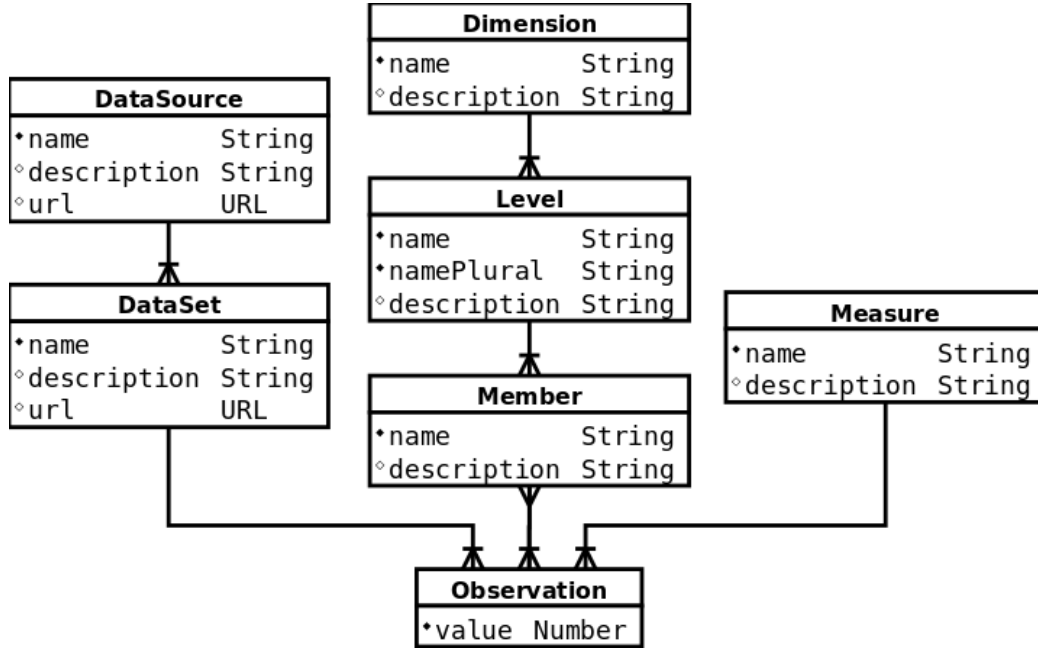 Dimension
name String
description String
DataSource
name String
description String
url URL
Level
name String
namePlural String
description String
DataSet
name String
description String
url URL
Measure
name String
description String
Member
name String
description String
Observation
value Number